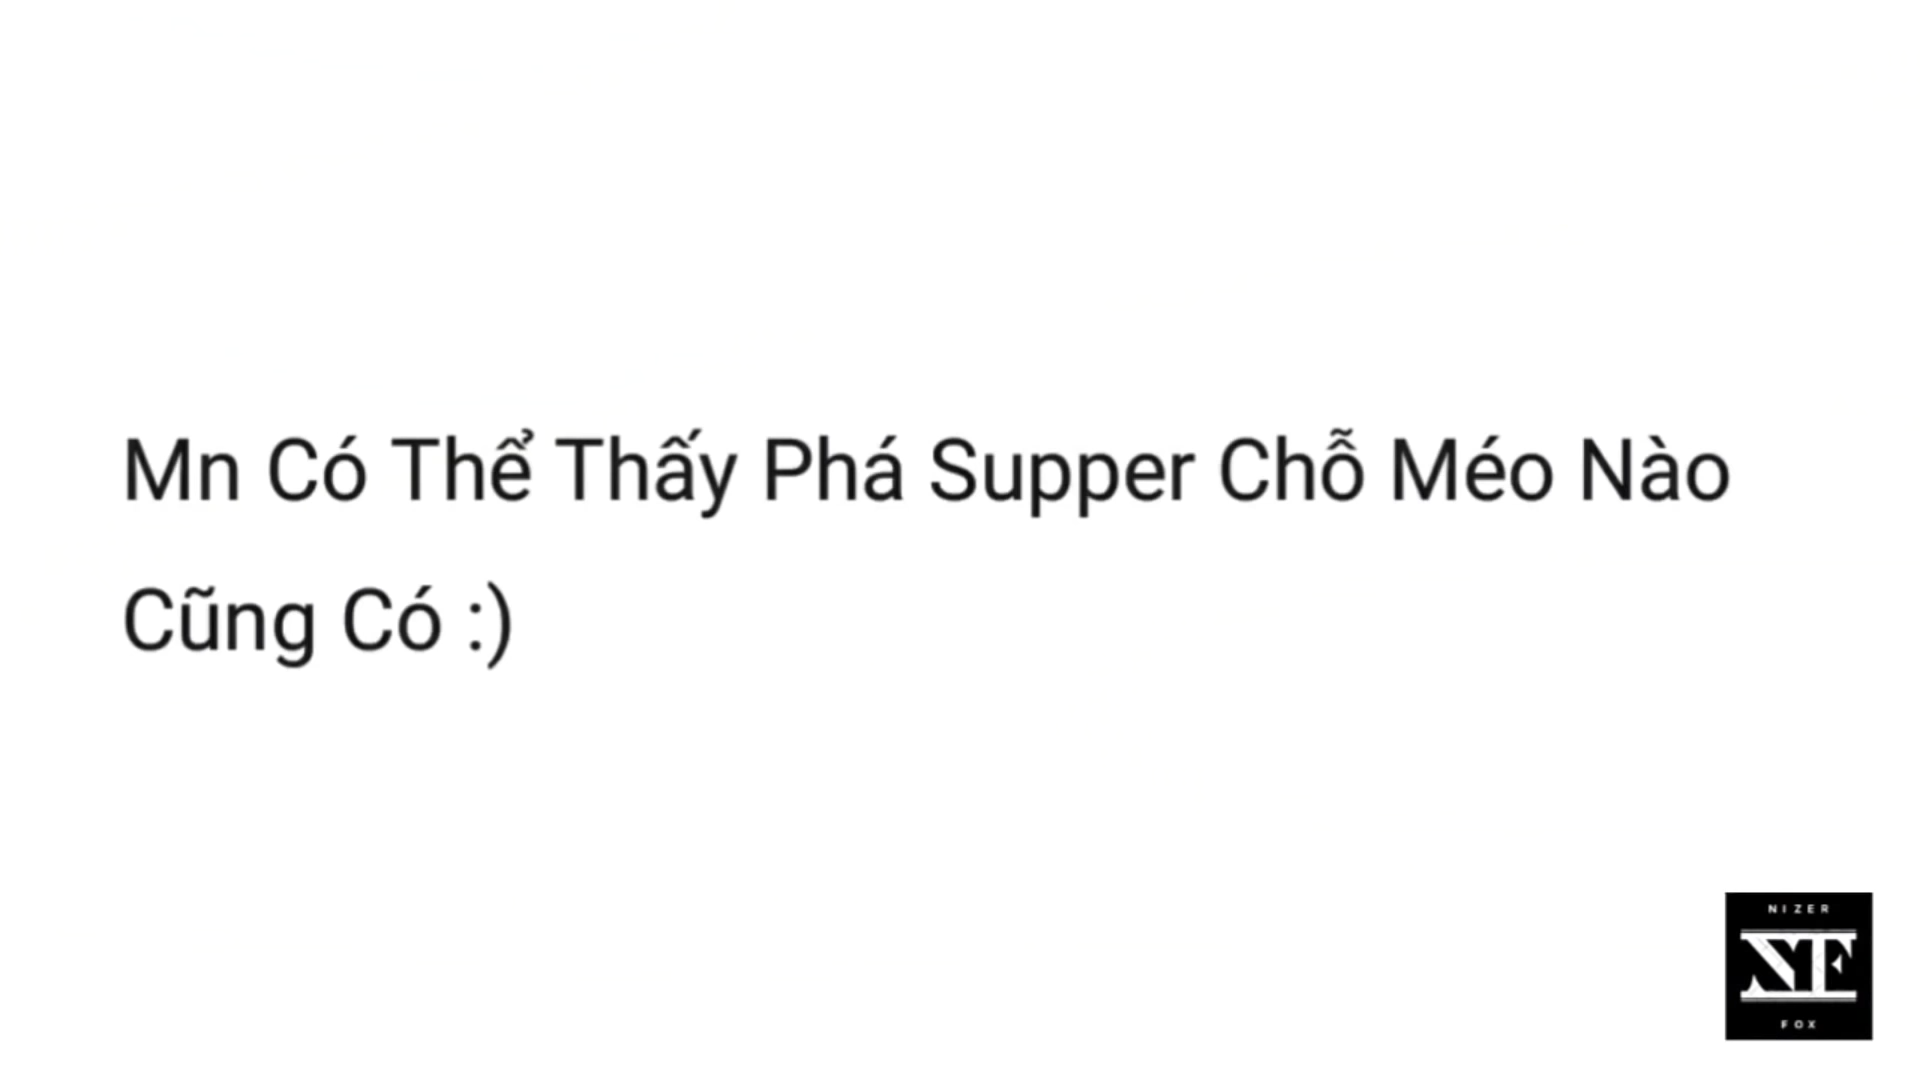 Mn Có Thể Thấy Phá Supper Chỗ Méo Nào
Cũng Có :)
NIZER
NF
FOX